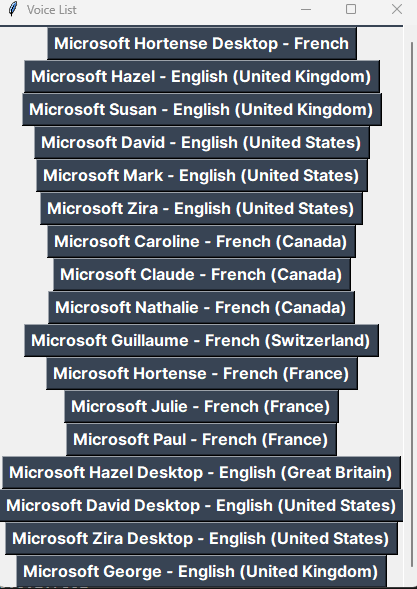 Voice List
Microsoft Hortense Desktop - French
Microsoft Hazel - English (United Kingdom)
Microsoft Susan - English (United Kingdom)
Microsoft David - English (United States)
Microsoft Mark - English (United States)
Microsoft Zira - English (United States)
Microsoft Caroline - French (Canada)
Microsoft Claude - French (Canada)
Microsoft Nathalie - French (Canada)
Microsoft Guillaume - French (Switzerland)
Microsoft Hortense - French (France)
Microsoft Julie - French (France)
Microsoft Paul - French (France)
Microsoft Hazel Desktop - English (Great Britain)
Microsoft David Desktop - English (United States)
Microsoft Zira Desktop - English (United States)
Microsoft George - English (United Kingdom)